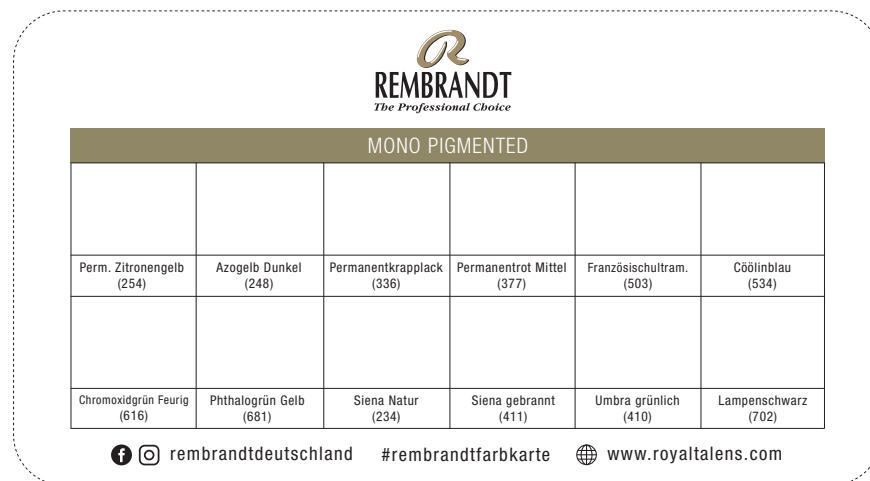 R
REMBRANDT
The Professional Choice
MONO PIGMENTED
Perm. Zitronengelb
(254)
Azogelb Dunkel
(248)
Permanentkrapplack
(336)
Permanentrot Mittel
(377)
Französischultram.
(503)
Cöölinblau
(534)
Chromoxidgrün Feurig
(616)
Phthalogrün Gelb
(681)
Siena Natur
(234)
Siena gebrannt
(411)
Umbra grünlich
(410)
Lampenschwarz
(702)
rembrandtdeutschland #rembrandtfarbkarte www.royaltalens.com